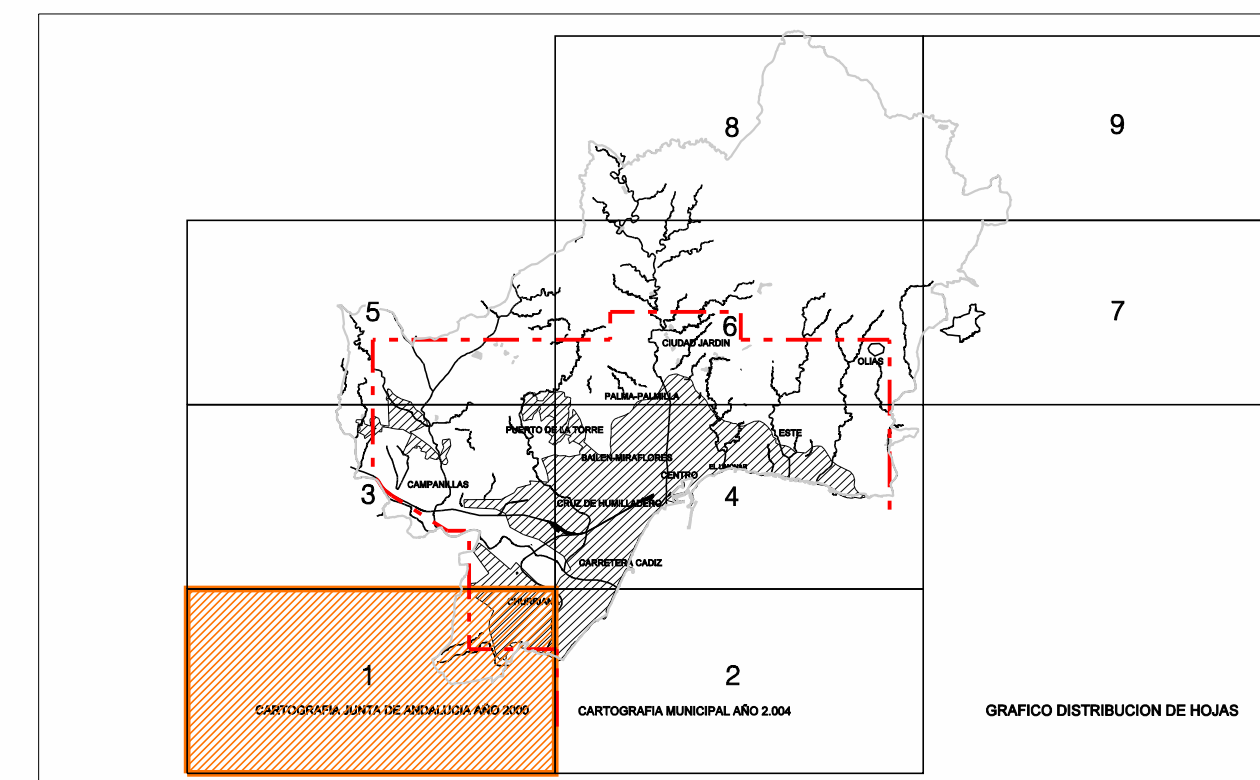 8
9
5
6
7
CIUDAD JARDIN
OLIAS
PALMA-PALMILLA
PUERTO DE LA TORRE
ESTE
BAILEN-MIRAFLORES
EL LIMONAR
CENTRO
CAMPANILLAS
3
4
CRUZ DE HUMILLADERO
CARRETERA CADIZ
CHURRIANA
1
2
CARTOGRAFIA JUNTA DE ANDALUCIA AÑO 2000
CARTOGRAFIA MUNICIPAL AÑO 2.004
GRAFICO DISTRIBUCION DE HOJAS